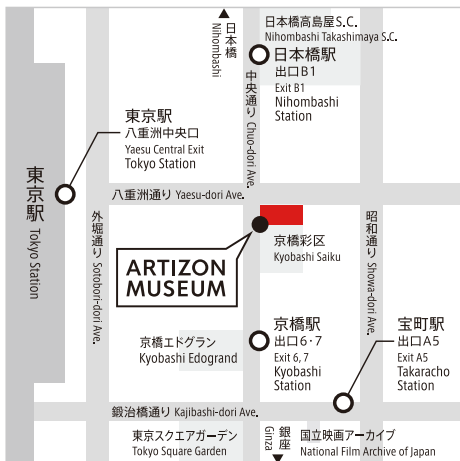 日本橋
Nihombashi
日本橋高島屋S.C.
Nihombashi Takashimaya S.C.
日本橋駅
出口B1
Exit B1
Nihombashi
Station
中央通り Chuo-dori Ave.
東京駅
八重洲中央口
Yaesu Central Exit
Tokyo Station
東京駅 Tokyo Station
八重洲通り Yaesu-dori Ave.
外堀通り Sotobori-dori Ave.
昭和通り Showa-dori Ave.
京橋彩区
Kyobashi Saiku
ARTIZON
MUSEUM
京橋エドグラン
Kyobashi Edogrand
京橋駅
出口6・7
Exit 6, 7
Kyobashi
Station
宝町駅
出口A5
Exit A5
Takaracho
Station
鍛治橋通り Kajibashi-dori Ave.
東京スクエアガーデン
Tokyo Square Garden
銀座
Ginza
国立映画アーカイブ
National Film Archive of Japan